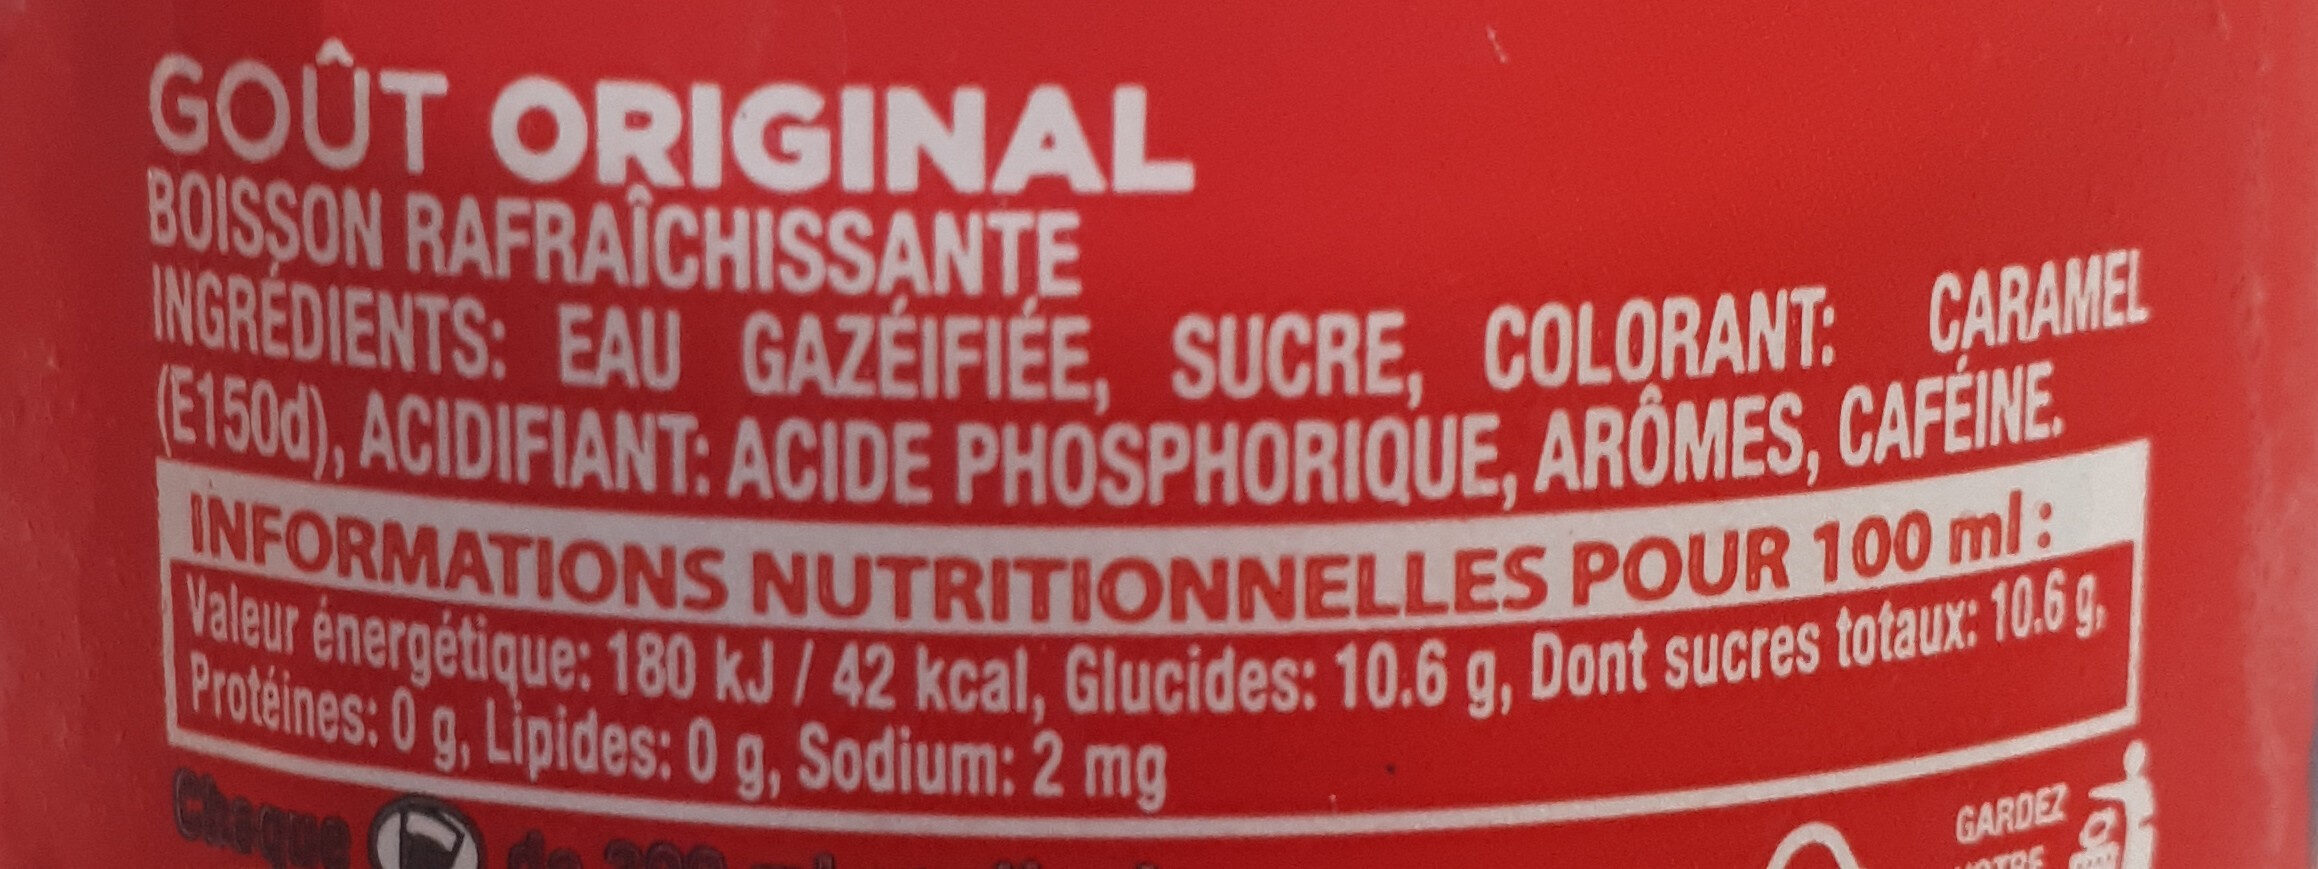 GOÛT ORIGINAL
BOISSON RAFRAÎCHISSANTE
INGRÉDIENTS: EAU GAZÉIFIÉE, SUCRE, COLORANT: CARAMEL
(E150d), ACIDIFIANT: ACIDE PHOSPHORIQUE, ARÔMES, CAFÉINE.
INFORMATIONS NUTRITIONNELLES POUR 100 ml :
Valeur énergétique: 180 kJ / 42 kcal, Glucides: 10.6 g, Dont sucres totaux: 10.6 g,
Protéines: 0 g, Lipides: 0 g, Sodium: 2 mg
Chaque de
GARDEZ